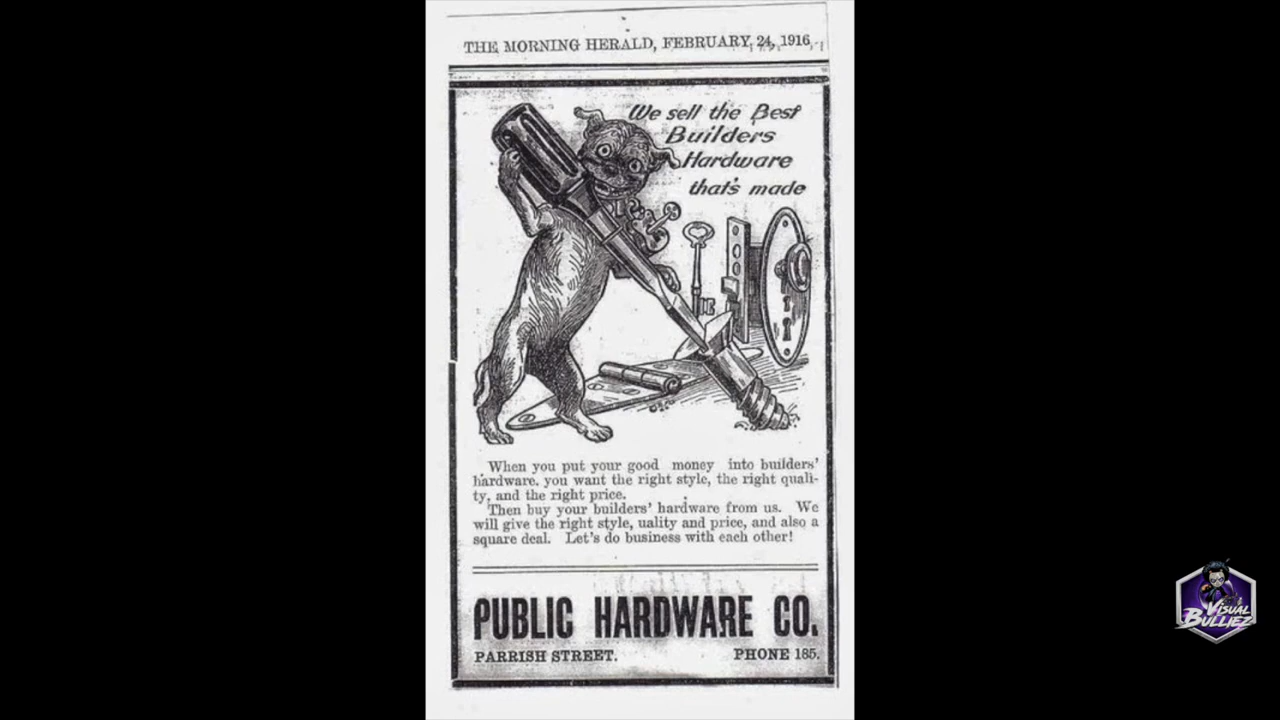 THE MORNING HERALD, FEBRUARY, 24, 1916
We sell the Best
Builders
Hardware
that's made
When you put your good money into builders'
hardware, you want the right style, the right quali-
ty, and the right price.
Then buy your builders' hardware from us. We
will give the right style, uality and price, and also a
square deal. Let's do business with each other!
PUBLIC HARDWARE CO.
PARRISH STREET. PHONE 185.
VISUAL
BULLIEZ